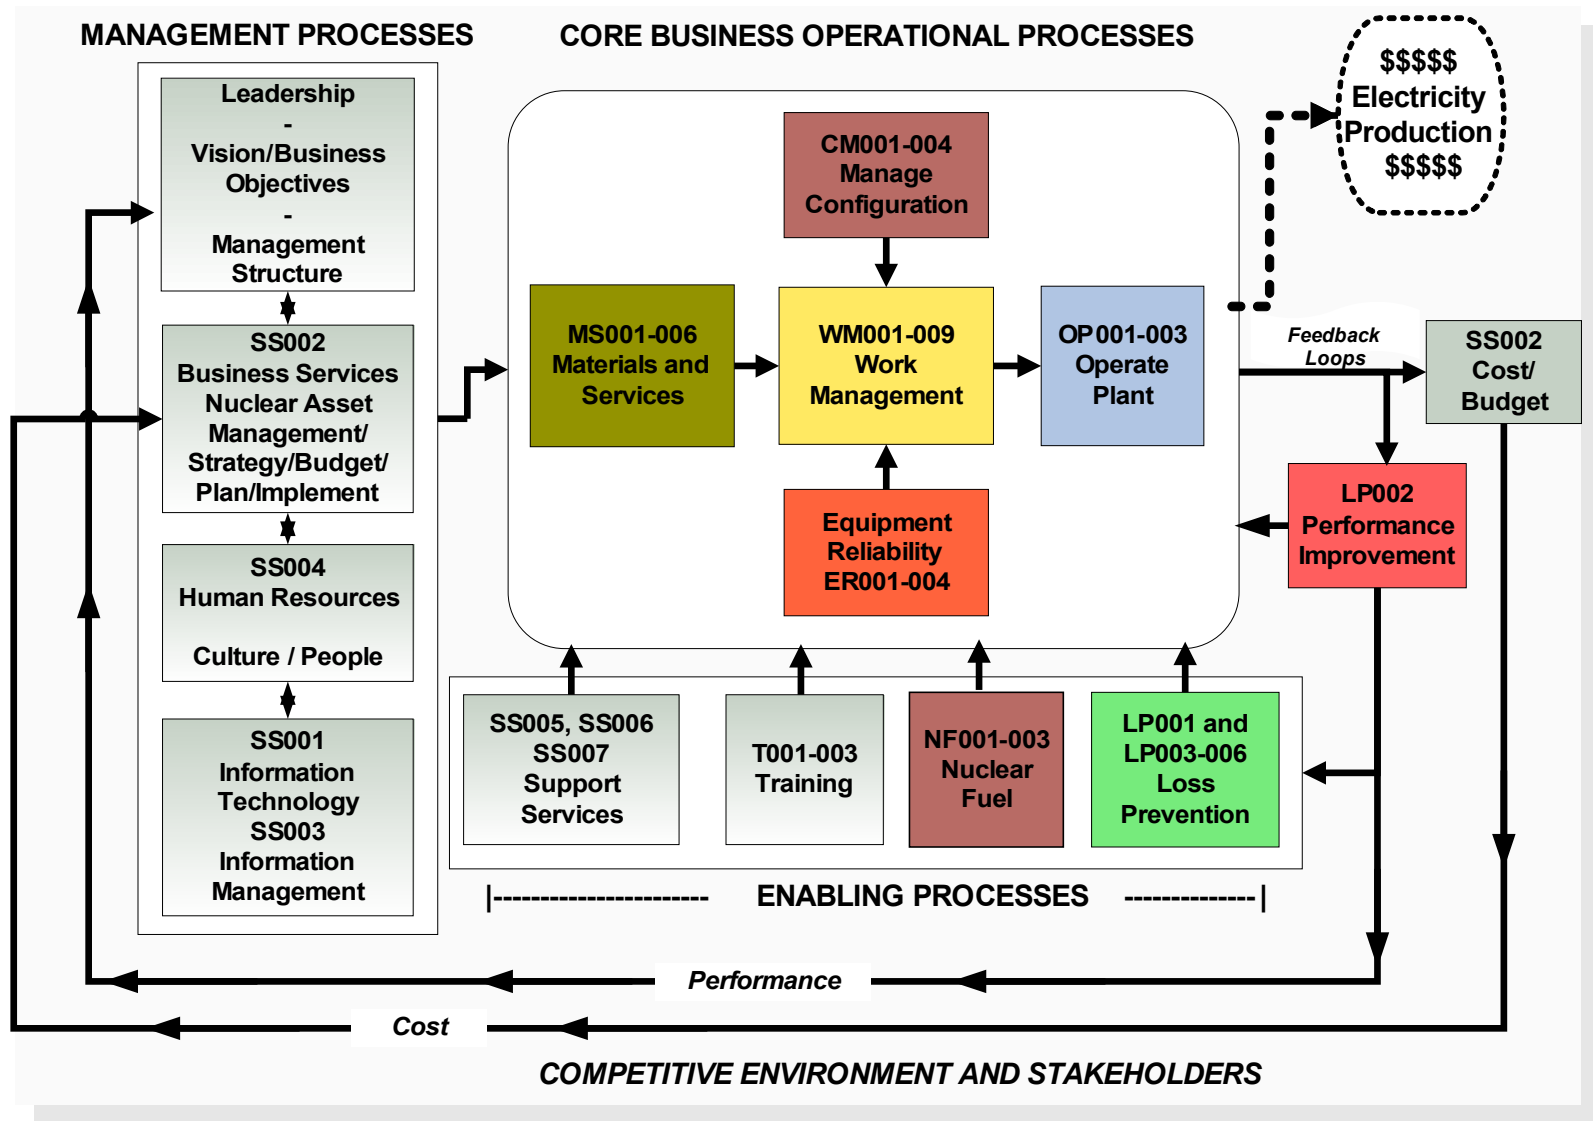 MANAGEMENT PROCESSES
Leadership
-
Vision/Business
Objectives
-
Management
Structure
SS002
Business Services
Nuclear Asset
Management/
Strategy/Budget/
Plan/Implement
SS004
Human Resources
Culture / People
SS001
Information
Technology
SS003
Information
Management
CORE BUSINESS OPERATIONAL PROCESSES
CM001-004
Manage
Configuration
MS001-006
Materials and
Services
WM001-009
Work
Management
OP001-003
Operate
Plant
Equipment
Reliability
ER001-004
$$$$$
Electricity
Production
$$$$$
Feedback
Loops
SS002
Cost/
Budget
LP002
Performance
Improvement
SS005, SS006
SS007
Support
Services
T001-003
Training
NF001-003
Nuclear
Fuel
LP001 and
LP003-006
Loss
Prevention
|----------------------- ENABLING PROCESSES --------------|
Performance
Cost
COMPETITIVE ENVIRONMENT AND STAKEHOLDERS